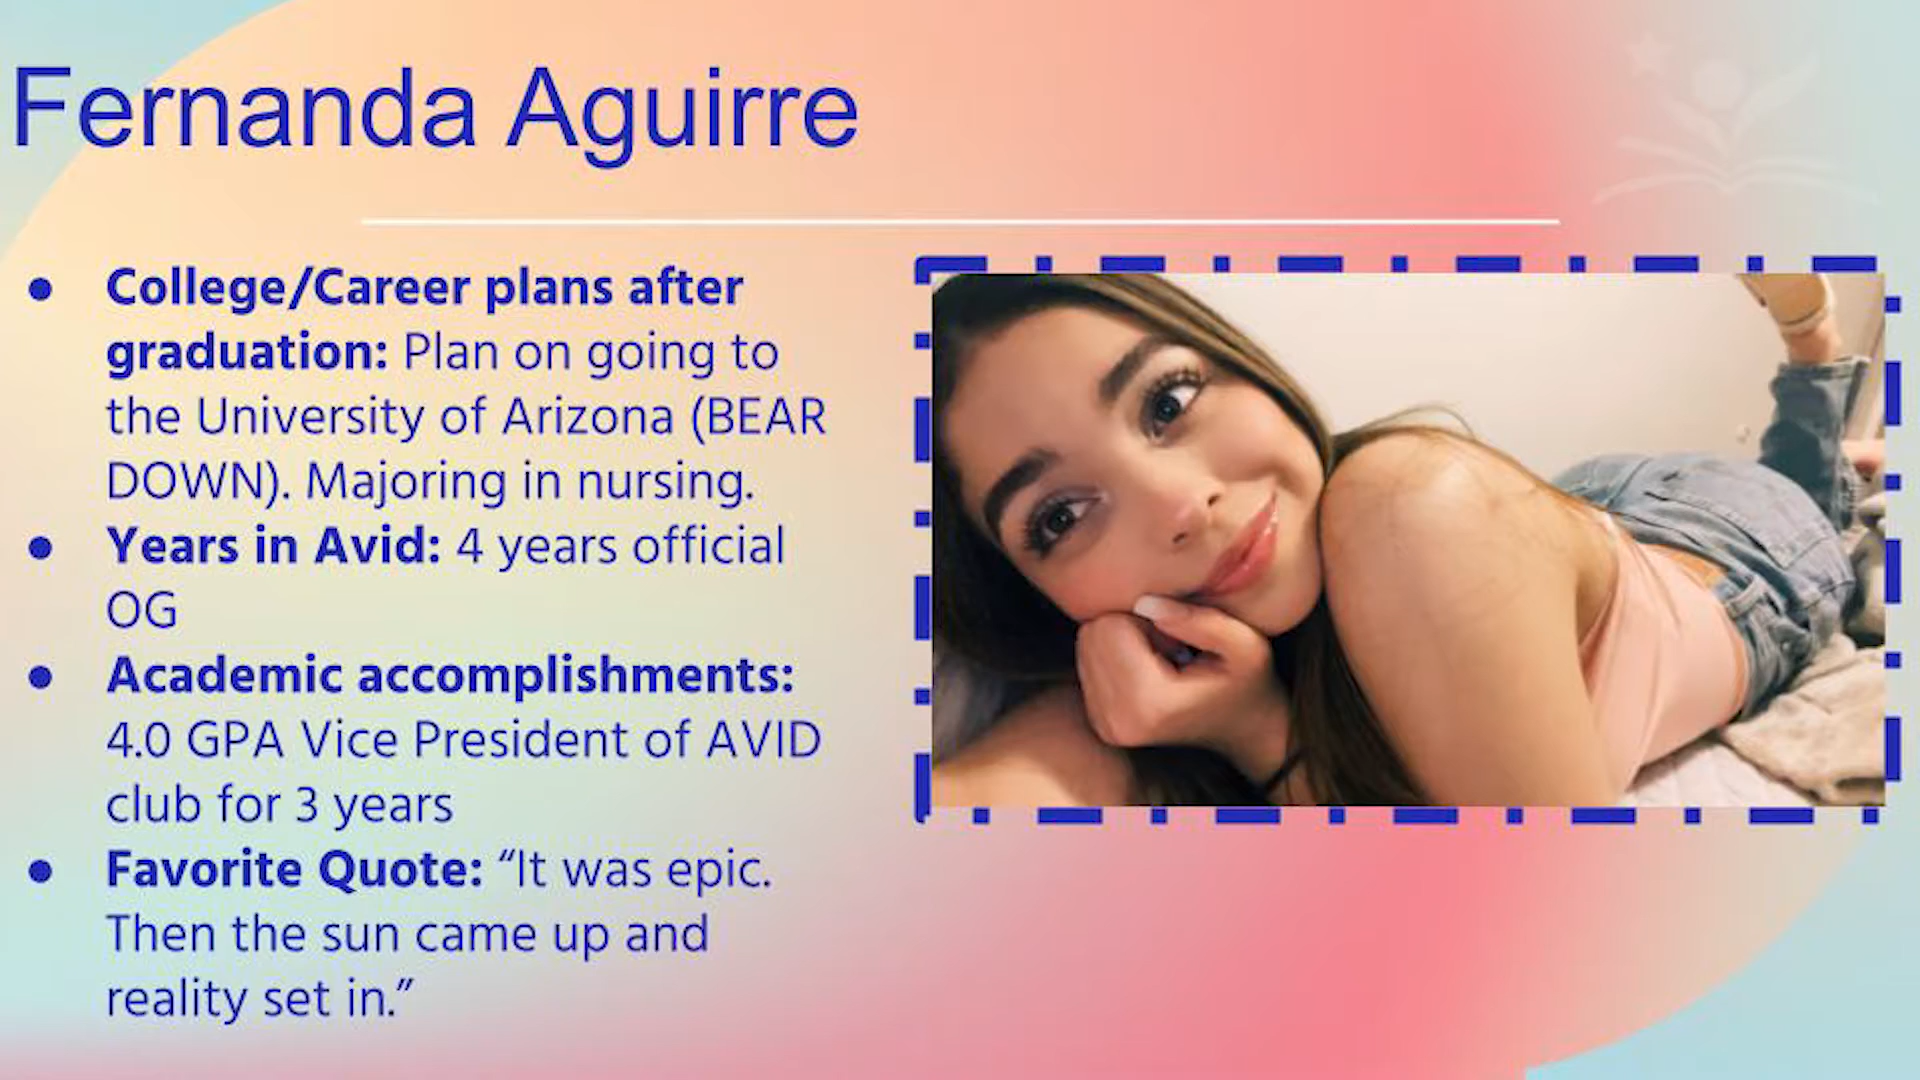 Fernanda Aguirre
● College/Career plans after
graduation: Plan on going to
the University of Arizona (BEAR
DOWN). Majoring in nursing.
● Years in Avid: 4 years official
OG
● Academic accomplishments:
4.0 GPA Vice President of AVID
club for 3 years
● Favorite Quote: “It was epic.
Then the sun came up and
reality set in.”